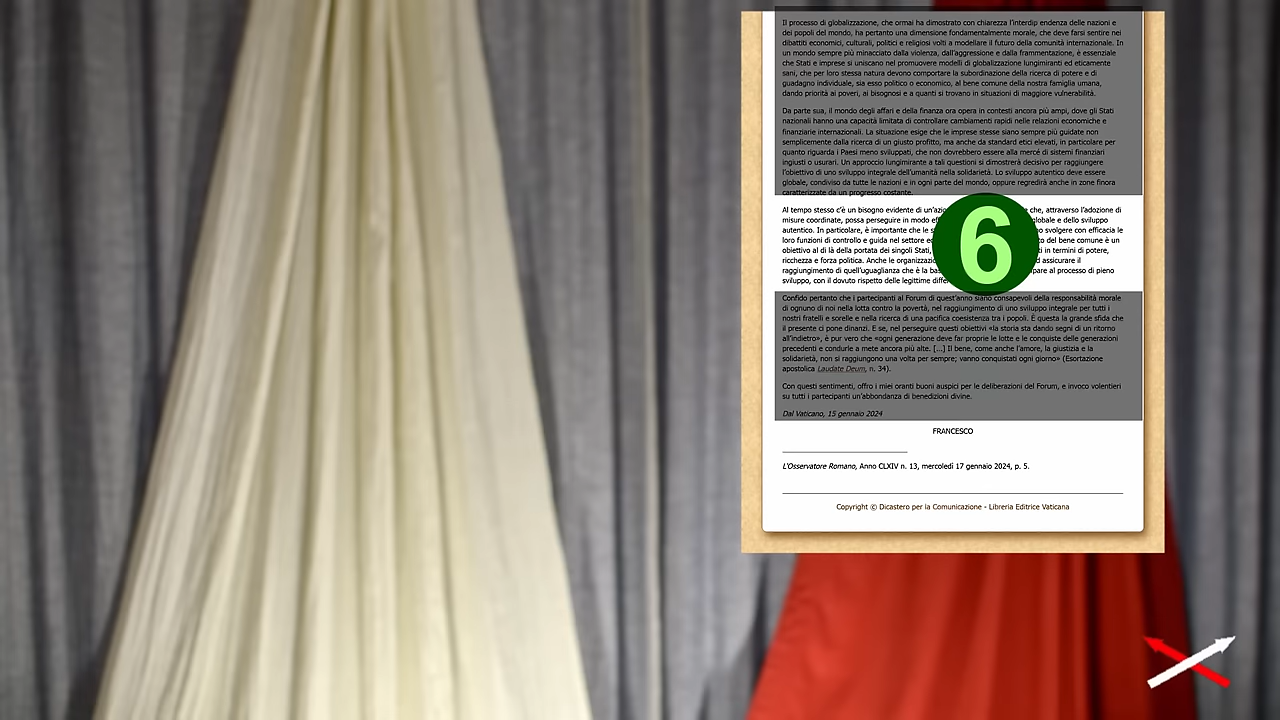 Il processo di globalizzazione, che ormai ha dimostrato con chiarezza l'interdip endenza delle nazioni e
dei popoli del mondo, ha pertanto una dimensione fondamentalmente morale, che deve farsi sentire nei
dibattiti economici, culturali, politici e religiosi volti a modellare il futuro della comunità internazionale. In
un mondo sempre più minacciato dalla violenza, dall'aggressione e dalla frammentazione, è essenziale
che Stati e imprese si uniscano nel promuovere modelli di globalizzazione lungimiranti ed eticamente
sani, che per loro stessa natura devono comportare la subordinazione della ricerca di potere e di
guadagno individuale, sia esso politico o economico, al bene comune della nostra famiglia umana,
dando priorità ai poveri, ai bisognosi e a quanti si trovano in situazioni di maggiore vulnerabilità.
Da parte sua, il mondo degli affari e della finanza ora opera in contesti ancora più ampi, dove gli Stati
nazionali hanno una capacità limitata di controllare cambiamenti rapidi nelle relazioni economiche e
finanziarie internazionali. La situazione esige che le imprese stesse siano sempre più guidate non
semplicemente dalla ricerca di un giusto profitto, ma anche da standard etici elevati, in particolare per
quanto riguarda i Paesi meno sviluppati, che non dovrebbero essere alla mercé di sistemi finanziari
ingiusti o usurari. Un approccio lungimirante a tali questioni si dimostrerà decisivo per raggiungere
l'obiettivo di uno sviluppo integrale dell'umanità nella solidarietà. Lo sviluppo autentico deve essere
globale, condiviso da tutte le nazioni e in ogni parte del mondo, oppure regredirà anche in zone finora
caratterizzate da un progresso costante.
Al tempo stesso c'è un bisogno evidente di che, attraverso l'adozione di
misure coordinate, possa perseguire in modo globale e dello sviluppo
autentico. In particolare, è importante che le svolgere con efficacia le
loro funzioni di controllo e guida nel settore del bene comune è un
obiettivo al di là della portata dei singoli Stati, in termini di potere,
ricchezza e forza politica. Anche le assicurare il
raggiungimento di quell'uguaglianza che è la al processo di pieno
sviluppo, con il dovuto rispetto delle legittime
6
Confido pertanto che i partecipanti al Forum di quest'anno siano consapevoli della responsabilità morale
di ognuno di noi nella lotta contro la povertà, nel raggiungimento di uno sviluppo integrale per tutti i
nostri fratelli e sorelle e nella ricerca di una pacifica coesistenza tra i popoli. È questa la grande sfida che
il presente ci pone dinanzi. E se, nel perseguire questi obiettivi «la storia sta dando segni di un ritorno
all'indietro», è pur vero che «ogni generazione deve far proprie le lotte e le conquiste delle generazioni
precedenti e condurle a mete ancora più alte. [...] Il bene, come anche l'amore, la giustizia e la
solidarietà, non si raggiungono una volta per sempre; vanno conquistati ogni giorno» (Esortazione
apostolica Laudate Deum, n. 34).
Con questi sentimenti, offro i miei oranti buoni auspici per le deliberazioni del Forum, e invoco volentieri
su tutti i partecipanti un'abbondanza di benedizioni divine.
Dal Vaticano, 15 gennaio 2024
FRANCESCO
L'Osservatore Romano, Anno CLXIV n. 13, mercoledì 17 gennaio 2024, p. 5.
Copyright © Dicastero per la Comunicazione - Libreria Editrice Vaticana